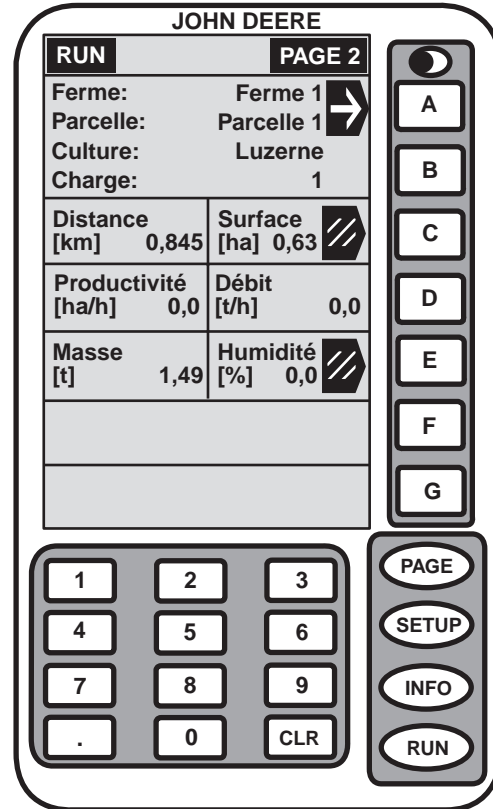 JOHN DEERE
RUN PAGE 2
Ferme: Ferme 1
Parcelle: Parcelle 1
Culture: Luzerne
Charge: 1
Distance Surface
[km] 0,845 [ha] 0,63
Productivité Débit
[ha/h] 0,0 [t/h] 0,0
Masse Humidité
[t] 1,49 [%] 0,0
A
B
C
D
E
F
G
PAGE
SETUP
INFO
RUN
1 2 3
4 5 6
7 8 9
. 0 CLR